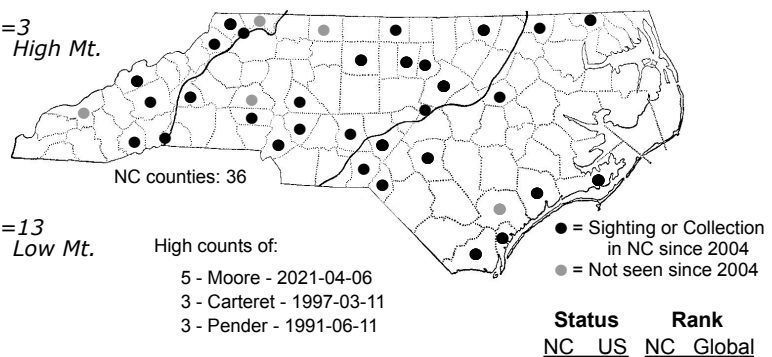 =3
High Mt.
NC counties: 36
=13
Low Mt.
High counts of:
5 - Moore - 2021-04-06
3 - Carteret - 1997-03-11
3 - Pender - 1991-06-11
= Sighting or Collection
in NC since 2004
= Not seen since 2004
Status Rank
NC US NC Global